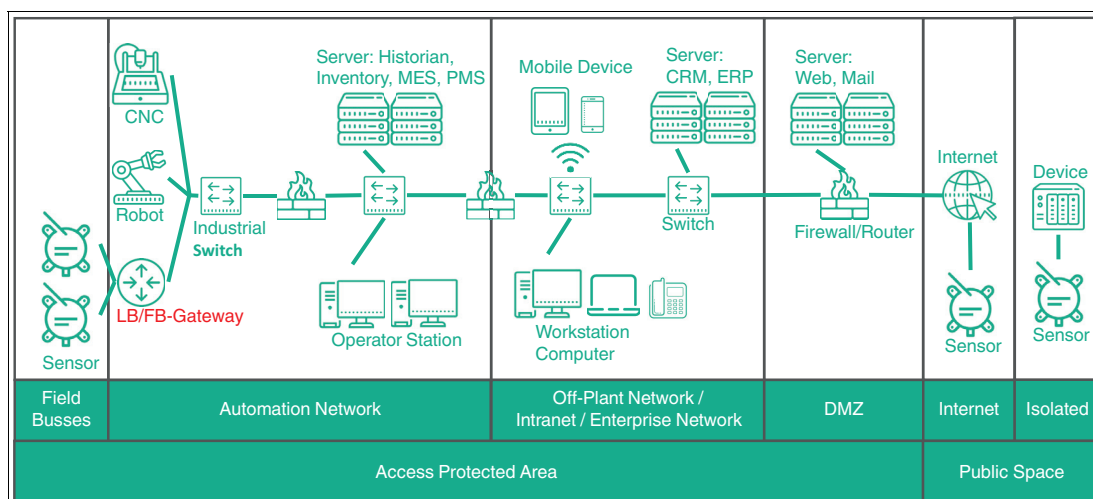 CNC
Robot
Sensor
LB/FB-Gateway
Industrial
Switch
Server: Historian,
Inventory, MES, PMS
Operator Station
Mobile Device
Server:
CRM, ERP
Switch
Workstation
Computer
Server:
Web, Mail
Firewall/Router
Internet
Sensor
Device
Sensor
Field
Busses
Automation Network
Off-Plant Network /
Intranet / Enterprise Network
DMZ
Internet
Isolated
Access Protected Area
Public Space